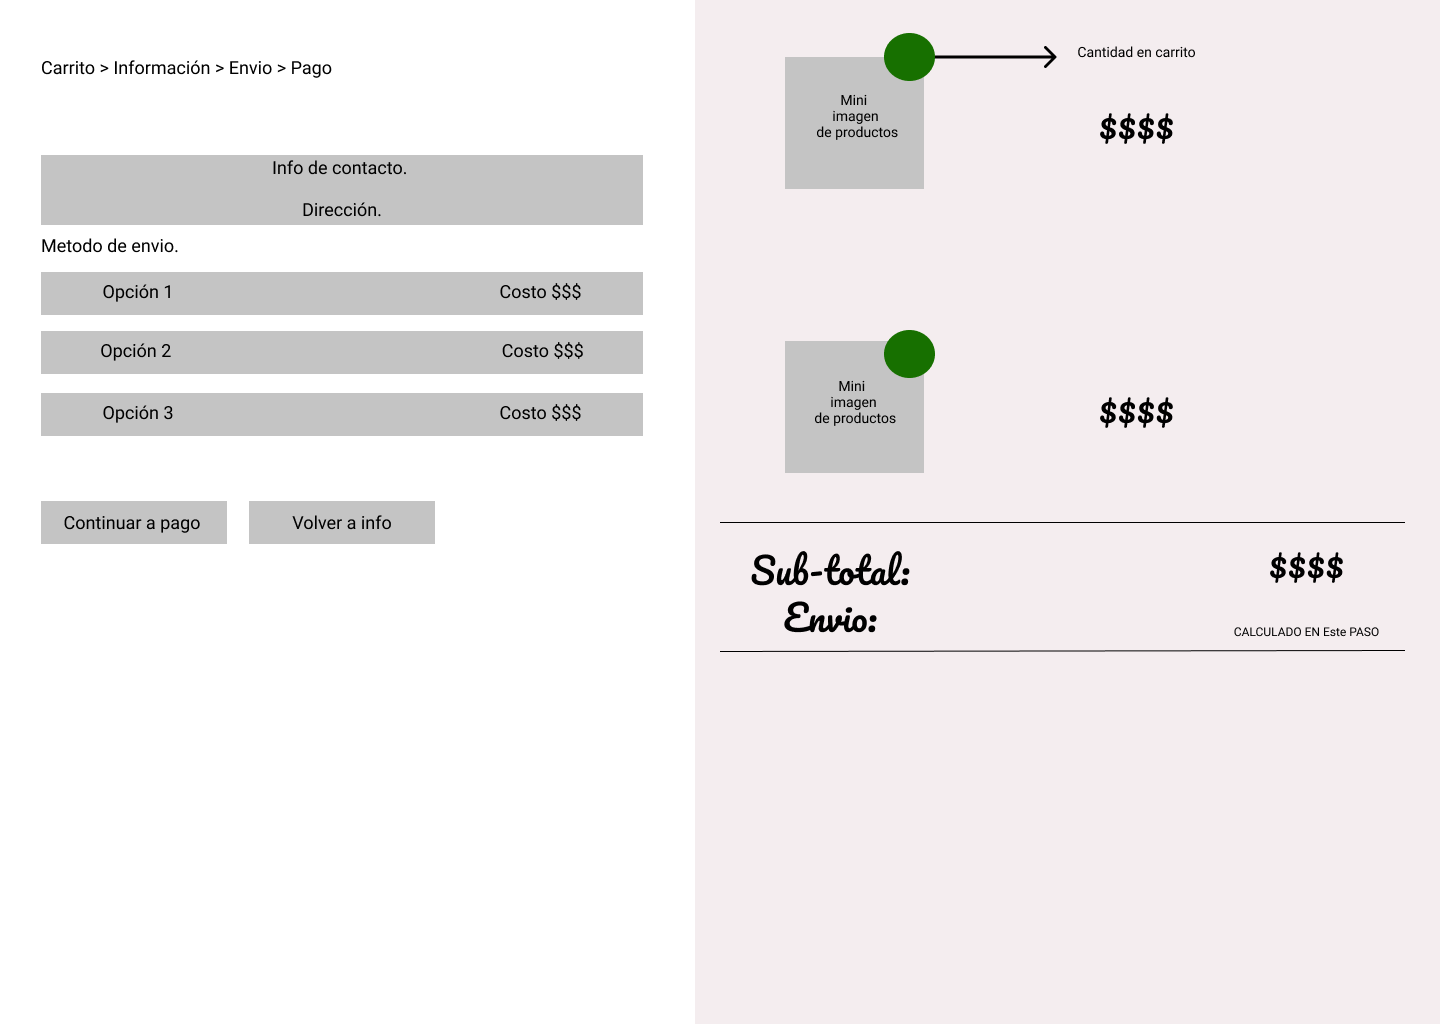 Carrito > Información > Envio > Pago
Info de contacto.
Dirección.
Metodo de envio.
Opción 1 Costo $$$
Opción 2 Costo $$$
Opción 3 Costo $$$
Continuar a pago Volver a info
Cantidad en carrito
Mini
imagen
de productos
$$$$
Mini
imagen
de productos
$$$$
Sub-total: $$$$
Envio: CALCULADO EN Este PASO